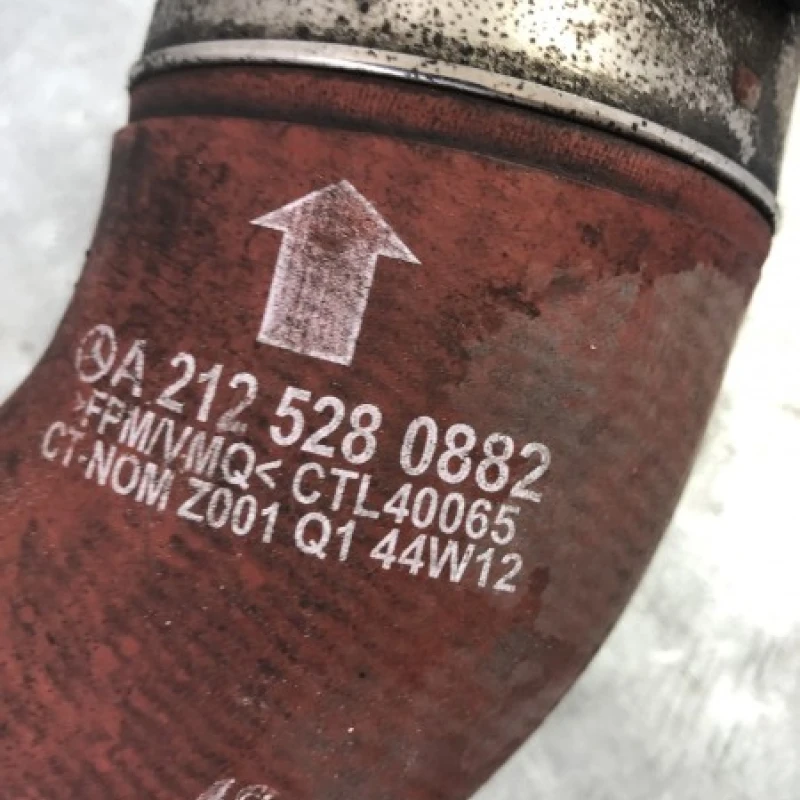 A 212 528 0882
>FPM/VMQ< CTL40065
CT-NOM Z001 Q1 44W12